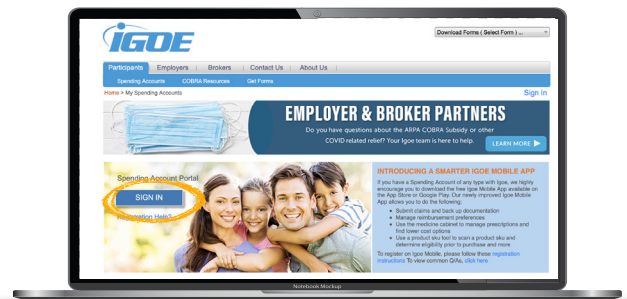 IGOE
Download Forms ( Select Form ) ...
Participants
Employers
Brokers
Contact Us
About Us
Spending Accounts
COBRA Resources
Get Forms
Home > My Spending Accounts
Sign In
EMPLOYER & BROKER PARTNERS
Do you have questions about the ARPA COBRA Subsidy or other
COVID related relief? Your Igoe team is here to help.
LEARN MORE
Spending Account Portal
SIGN IN
Registration Help?
INTRODUCING A SMARTER IGOE MOBILE APP
If you have a Spending Account of any type with Igoe, we highly
encourage you to download the free Igoe Mobile App available on
the App Store or Google Play. Our newly improved Igoe Mobile
App allows you to do the following:
• Submit claims and back up documentation
• Manage reimbursement preferences
• Use the medicine cabinet to manage prescriptions and
find lower cost options
• Use a product sku tool to scan a product sku and
determine eligibility prior to purchase and more
To register on Igoe Mobile, please follow these registration
instructions To view common Q/As, click here
Notebook Mockup